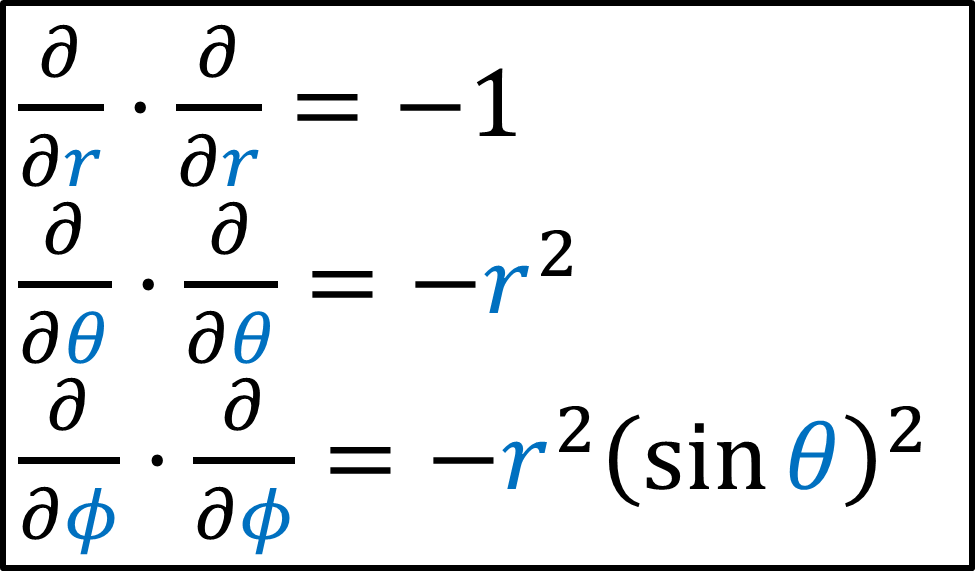 ∂/∂r · ∂/∂r = −1
∂/∂θ · ∂/∂θ = −r²
∂/∂ϕ · ∂/∂ϕ = −r²(sin θ)²